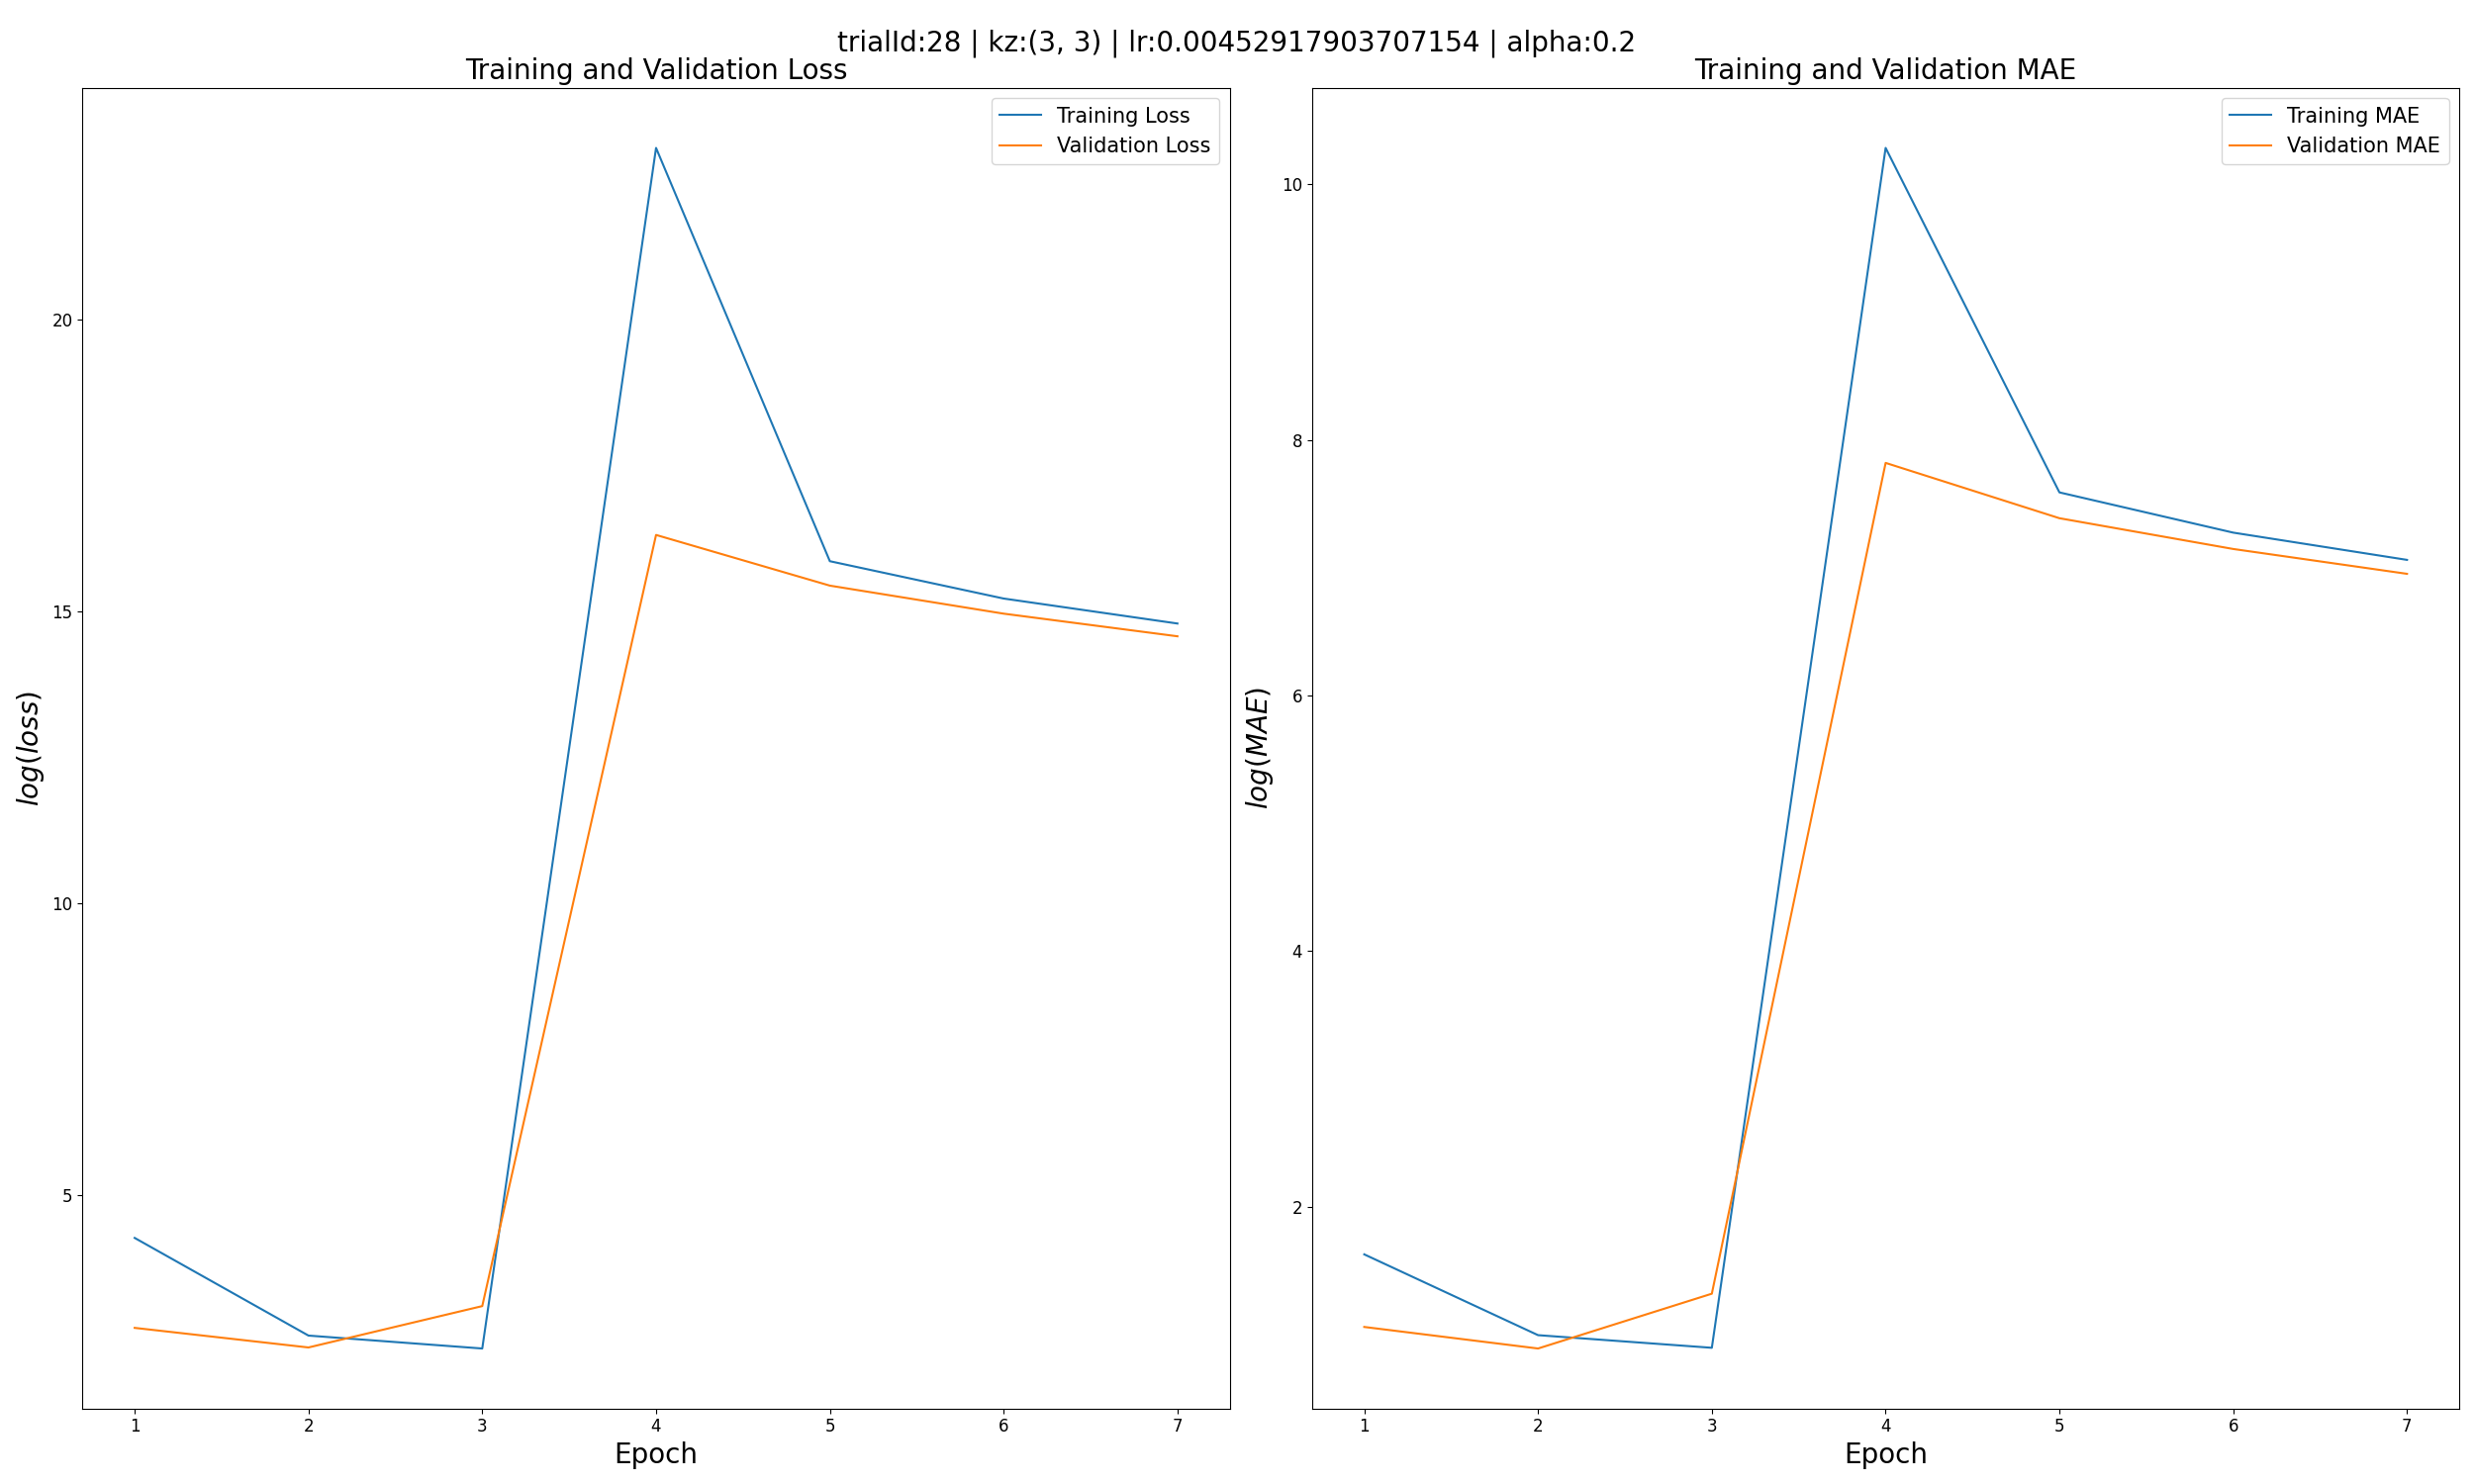 trialId:28 | kz:(3, 3) | lr:0.00452917903707154 | alpha:0.2
Training and Validation Loss
Training Loss
Validation Loss
20
15
10
5
log(loss)
1 2 3 4 5 6 7
Epoch
Training and Validation MAE
Training MAE
Validation MAE
10
8
6
4
2
log(MAE)
1 2 3 4 5 6 7
Epoch